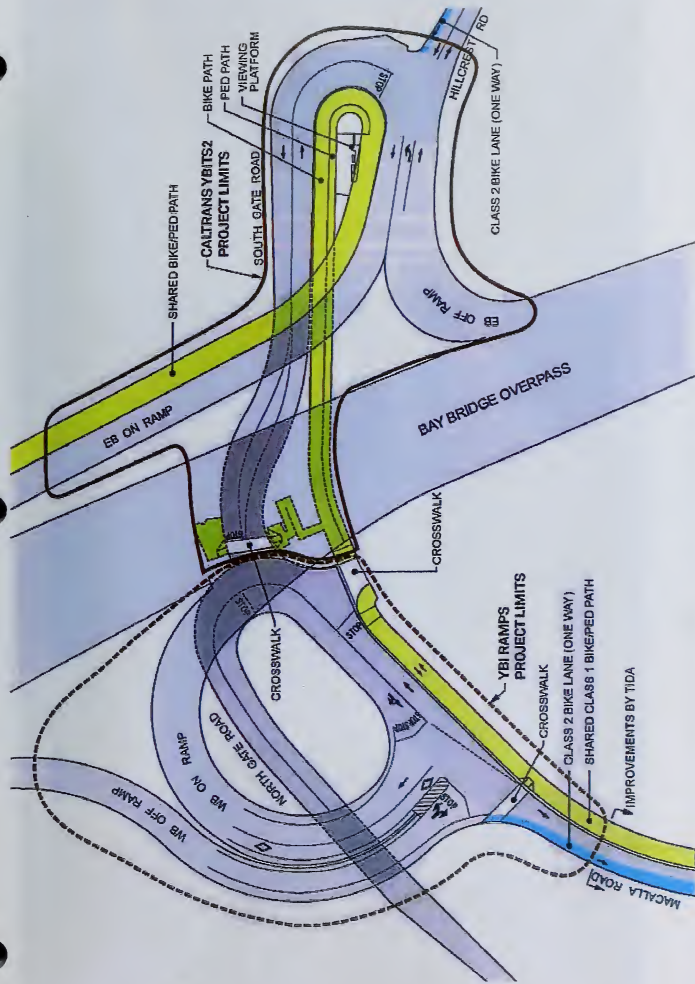 SHARED BIKE/PED PATH
CALTRANS YBITS2
PROJECT LIMITS
SOUTH GATE ROAD
BIKE PATH
PED PATH
VIEWING
PLATFORM
HILLCREST RD
CLASS 2 BIKE LANE (ONE WAY)
STOP
EB ON RAMP
EB OFF RAMP
BAY BRIDGE OVERPASS
STOP
CROSSWALK
CROSSWALK
STOP
STOP
WB ON RAMP
NORTH GATE ROAD
WB OFF RAMP
YBI RAMPS
PROJECT LIMITS
CROSSWALK
CLASS 2 BIKE LANE (ONE WAY)
SHARED CLASS 1 BIKE/PED PATH
IMPROVEMENTS BY TIDA
MACALLA ROAD